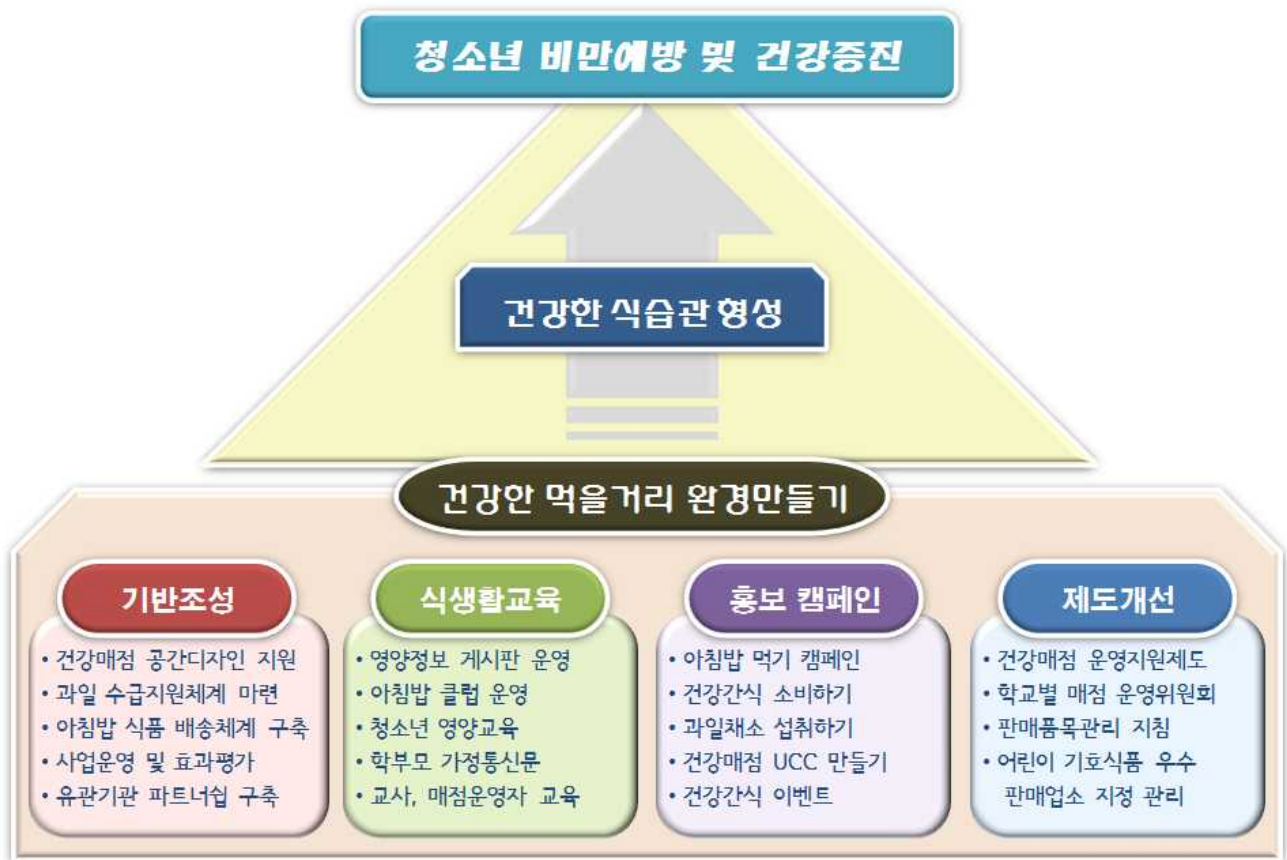 청소년 비만예방 및 건강증진
건강한 식습관 형성
건강한 먹을거리 환경만들기
기반조성
• 건강매점 공간디자인 지원
• 과일 수급지원체계 마련
• 아침밥 식품 배송체계 구축
• 사업운영 및 효과평가
• 유관기관 파트너쉽 구축
식생활교육
• 영양정보 게시판 운영
• 아침밥 클럽 운영
• 청소년 영양교육
• 학부모 가정통신문
• 교사, 매점운영자 교육
홍보 캠페인
• 아침밥 먹기 캠페인
• 건강간식 소비하기
• 과일채소 섭취하기
• 건강매점 UCC 만들기
• 건강간식 이벤트
제도개선
• 건강매점 운영지원제도
• 학교별 매점 운영위원회
• 판매품목관리 지침
• 어린이 기호식품 우수
판매업소 지정 관리